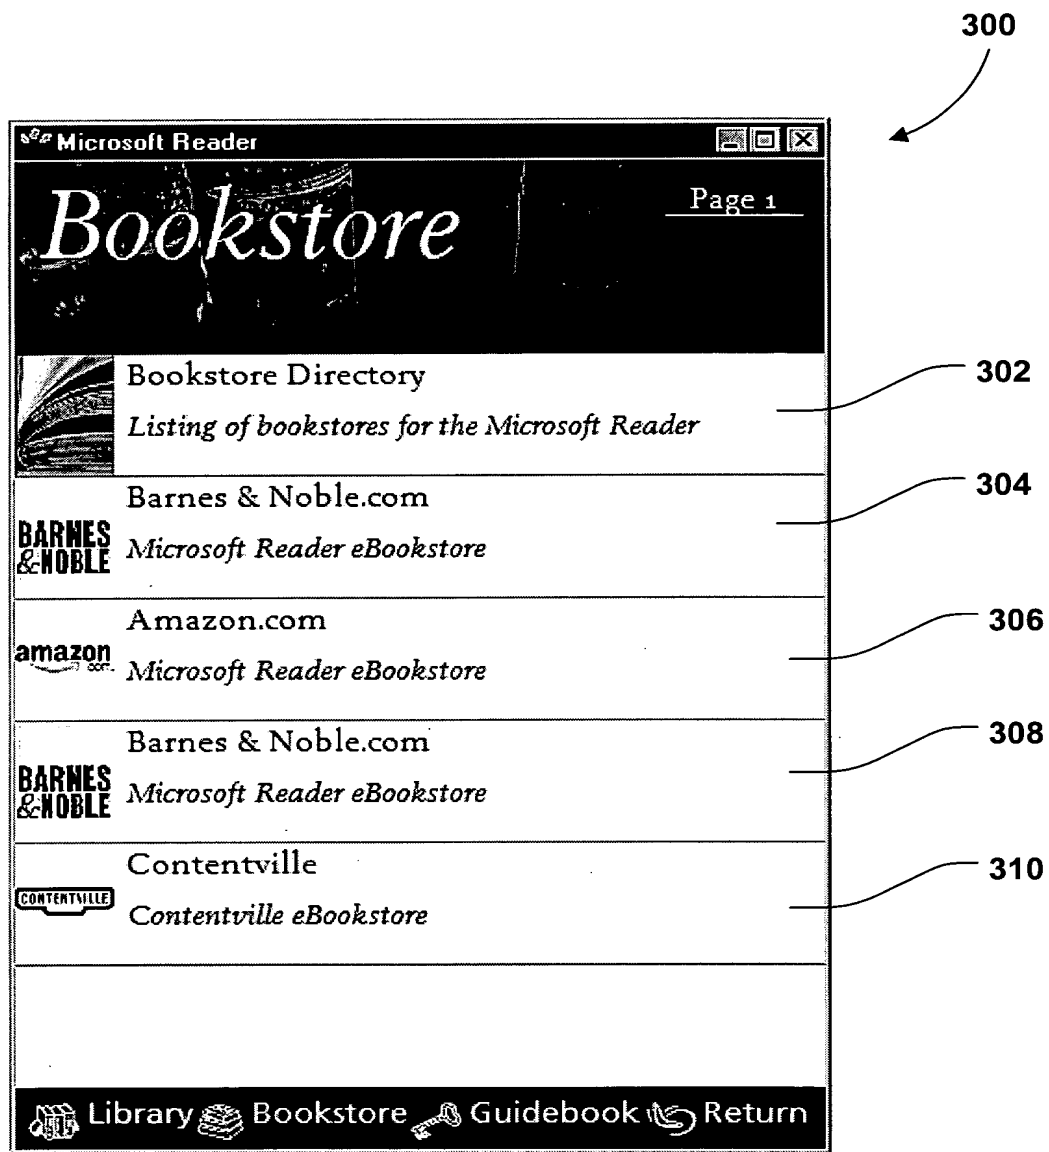 300
Microsoft Reader
Bookstore
Page 1
Bookstore Directory
Listing of bookstores for the Microsoft Reader
302
Barnes & Noble.com
BARNES
&NOBLE
Microsoft Reader eBookstore
304
Amazon.com
amazon
.com.
Microsoft Reader eBookstore
306
Barnes & Noble.com
BARNES
&NOBLE
Microsoft Reader eBookstore
308
Contentville
CONTENTVILLE
Contentville eBookstore
310
Library Bookstore Guidebook Return